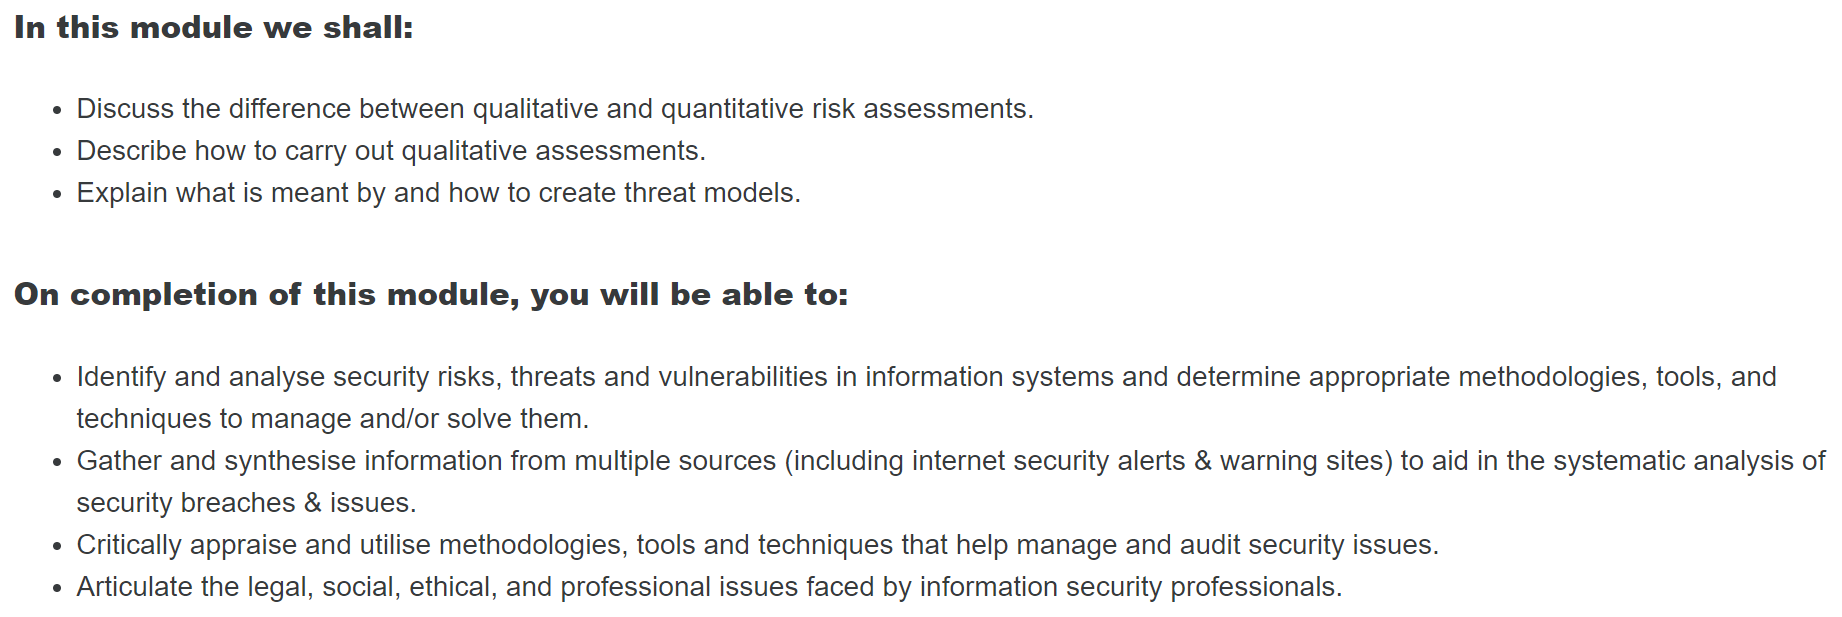 In this module we shall:
• Discuss the difference between qualitative and quantitative risk assessments.
• Describe how to carry out qualitative assessments.
• Explain what is meant by and how to create threat models.
On completion of this module, you will be able to:
• Identify and analyse security risks, threats and vulnerabilities in information systems and determine appropriate methodologies, tools, and
techniques to manage and/or solve them.
• Gather and synthesise information from multiple sources (including internet security alerts & warning sites) to aid in the systematic analysis of
security breaches & issues.
• Critically appraise and utilise methodologies, tools and techniques that help manage and audit security issues.
• Articulate the legal, social, ethical, and professional issues faced by information security professionals.